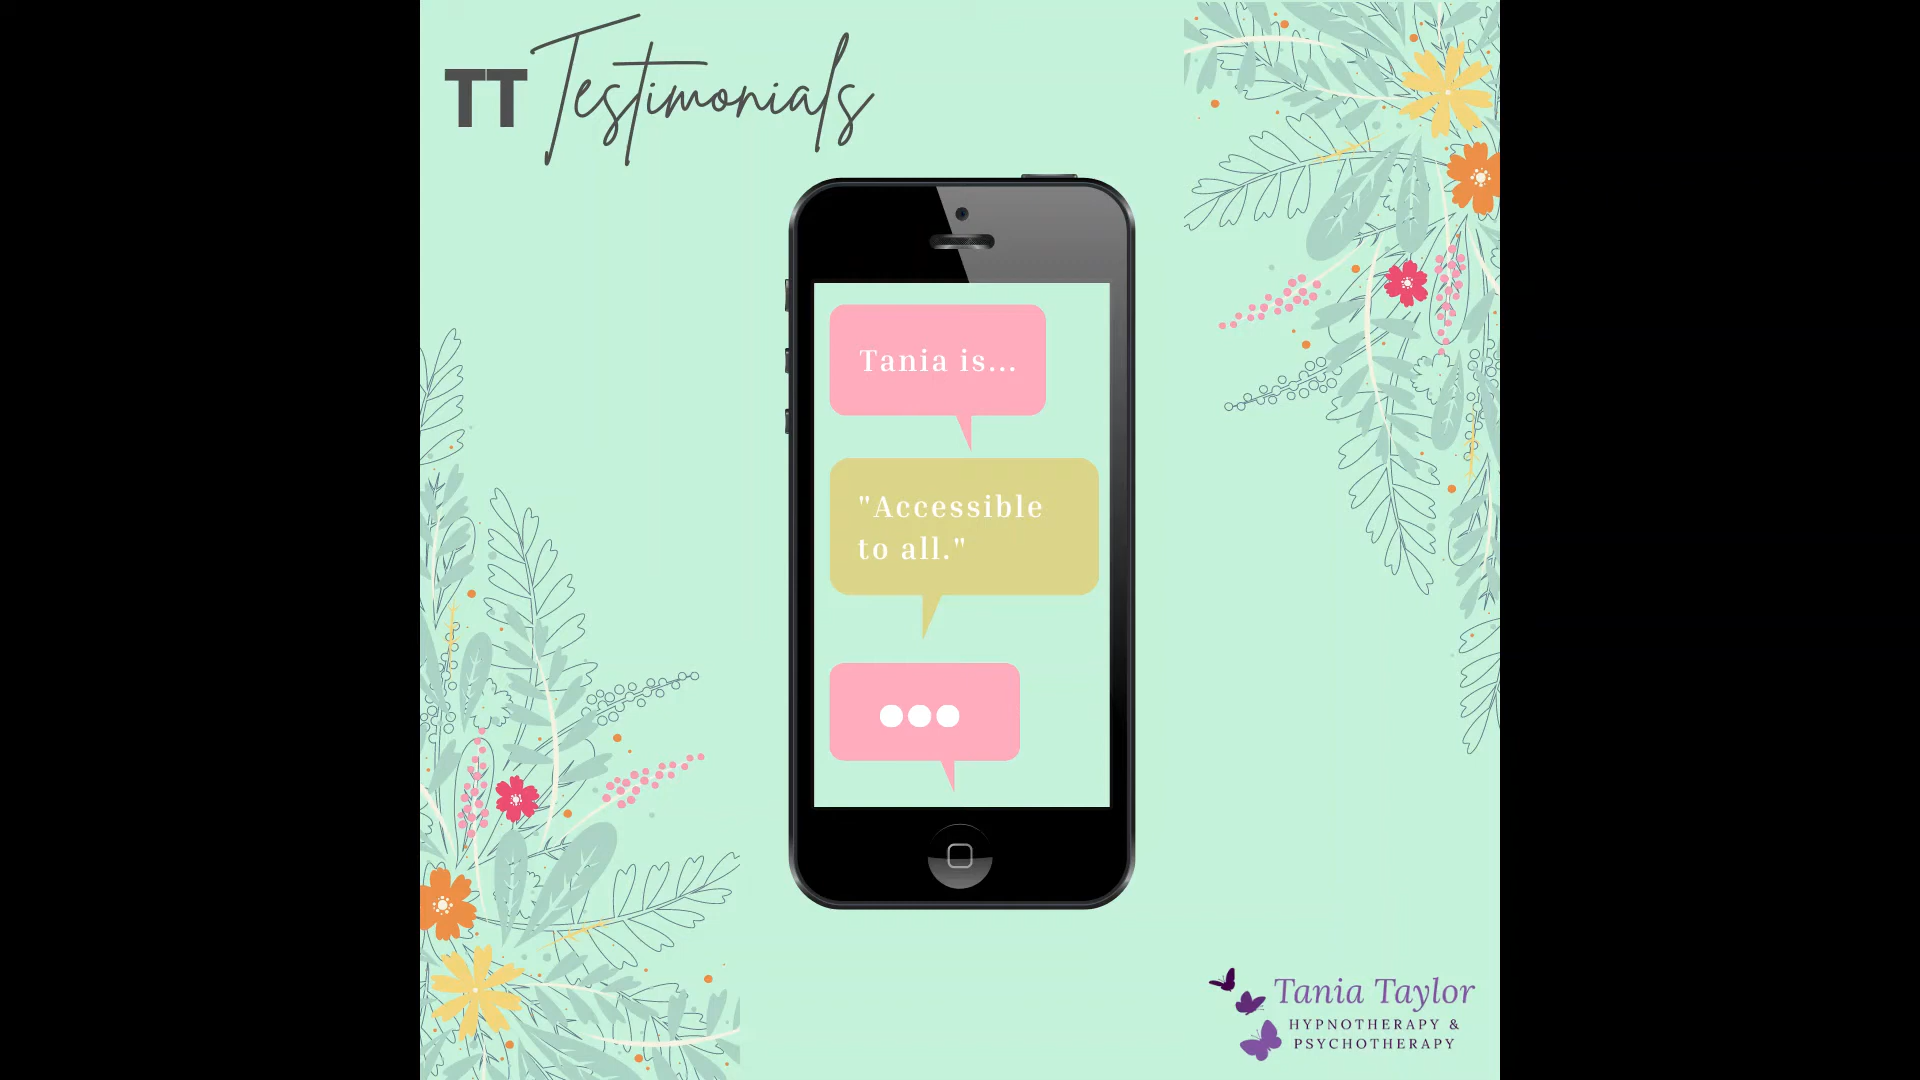 TT Testimonials
Tania is...
"Accessible
to all."
Tania Taylor
HYPNOTHERAPY &
PSYCHOTHERAPY